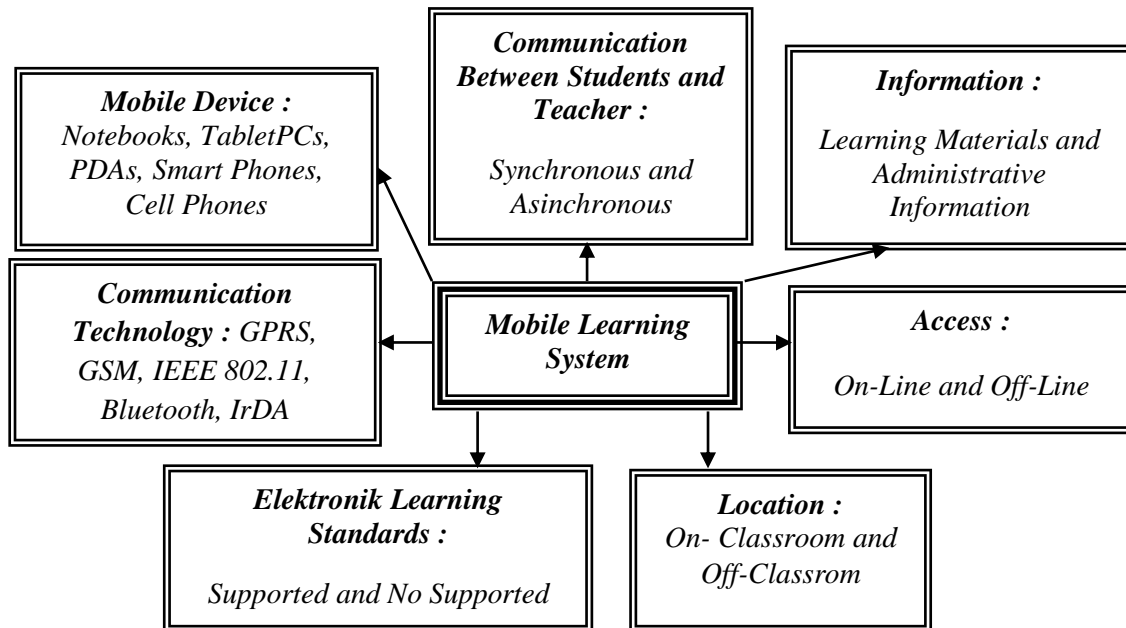 Mobile Device :
Notebooks, TabletPCs,
PDAs, Smart Phones,
Cell Phones
Communication
Between Students and
Teacher :
Synchronous and
Asinchronous
Information :
Learning Materials and
Administrative
Information
Communication
Technology : GPRS,
GSM, IEEE 802.11,
Bluetooth, IrDA
Mobile Learning
System
Access :
On-Line and Off-Line
Elektronik Learning
Standards :
Supported and No Supported
Location :
On- Classroom and
Off-Classrom